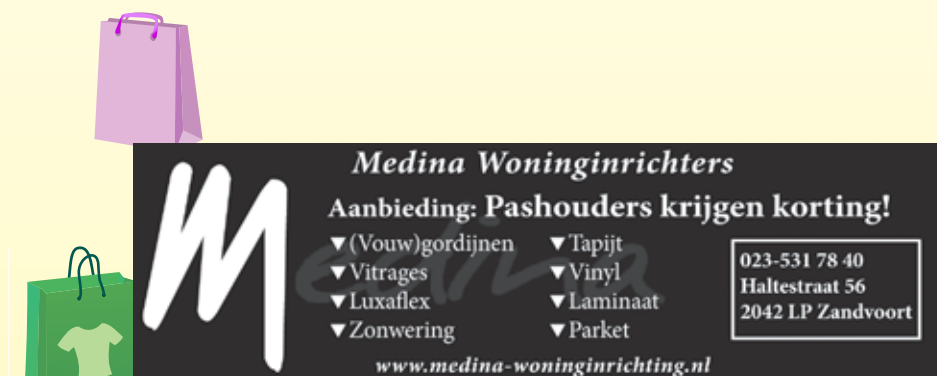 Medina Woninginrichters
Aanbieding: Pashouders krijgen korting!
Medina
▼(Vouw)gordijnen
▼Vitrages
▼Luxaflex
▼Zonwering
▼Tapijt
▼Vinyl
▼Laminaat
▼Parket
023-531 78 40
Haltestraat 56
2042 LP Zandvoort
www.medina-woninginrichting.nl